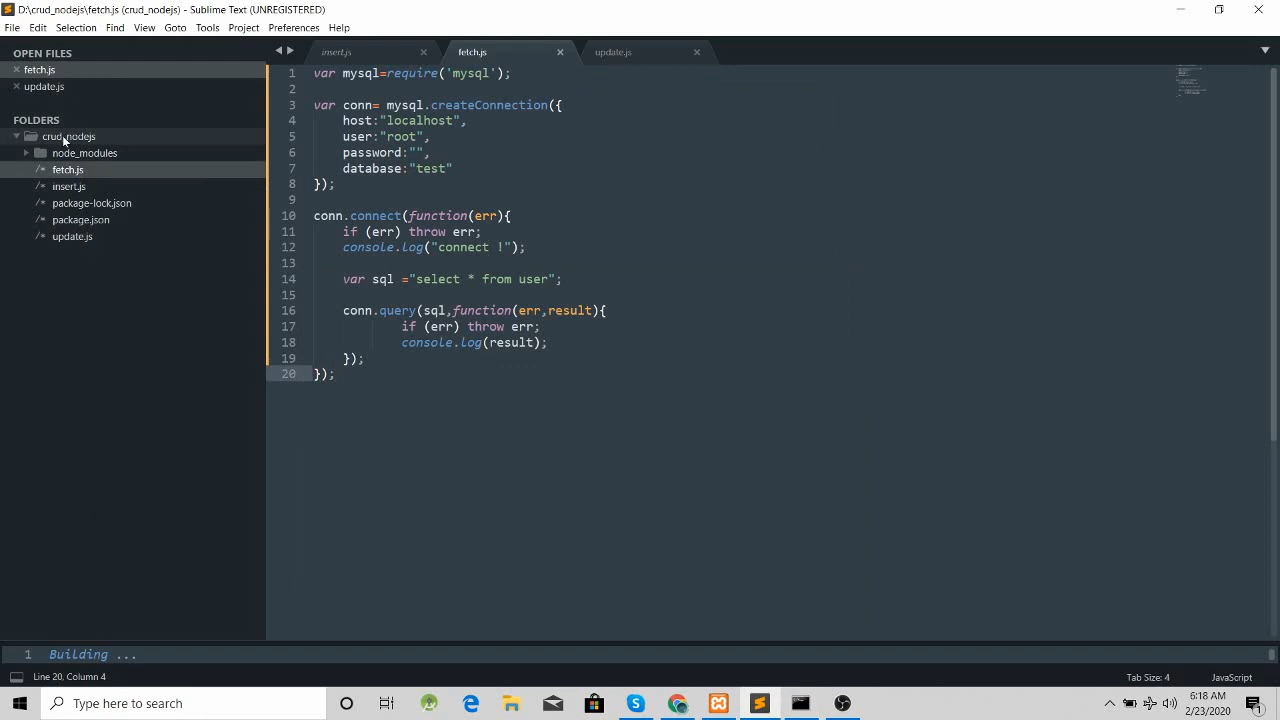 D:\crud_nodejs\fetch.js (crud_nodejs) - Sublime Text (UNREGISTERED)
File Edit Selection Find View Goto Tools Project Preferences Help
OPEN FILES
fetch.js
update.js
FOLDERS
crud_nodejs
node_modules
fetch.js
insert.js
package-lock.json
package.json
update.js
insert.js fetch.js update.js
1 var mysql=require('mysql');
2
3 var conn= mysql.createConnection({
4 host:"localhost",
5 user:"root",
6 password:"",
7 database:"test"
8 });
9
10 conn.connect(function(err){
11 if (err) throw err;
12 console.log("connect !");
13
14 var sql ="select * from user";
15
16 conn.query(sql,function(err,result){
17 if (err) throw err;
18 console.log(result);
19 });
20 });
1 Building ...
Line 20, Column 4
Tab Size: 4
JavaScript
Type here to search
6:18 AM
2/23/2020
1